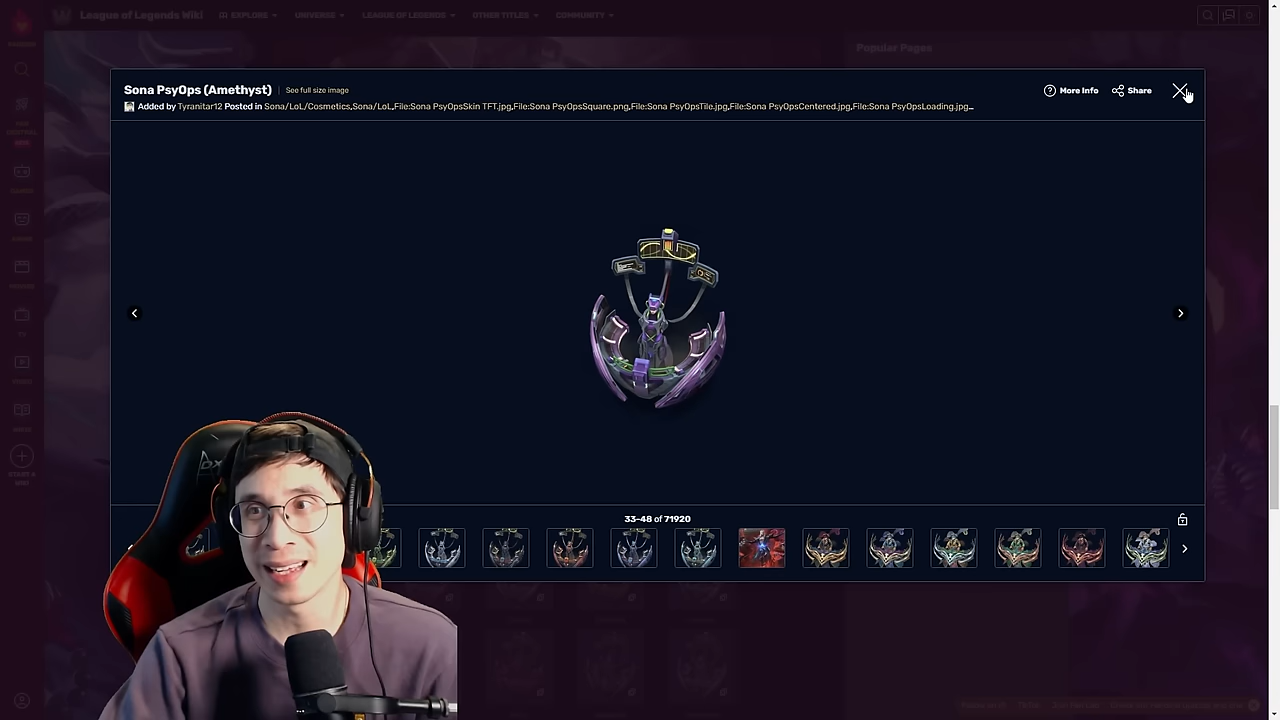 League of Legends Wiki
EXPLORE
UNIVERSE
LEAGUE OF LEGENDS
OTHER TITLES
COMMUNITY
Popular Pages
Sona PsyOps (Amethyst)
See full size image
More Info
Share
Added by Tyranitar12 Posted in Sona/LoL/Cosmetics,Sona/LoL,File:Sona PsyOpsSkin TFT.jpg,File:Sona PsyOpsSquare.png,File:Sona PsyOpsTile.jpg,File:Sona PsyOpsCentered.jpg,File:Sona PsyOpsLoading.jpg...
33-48 of 71920
START A
WIKI